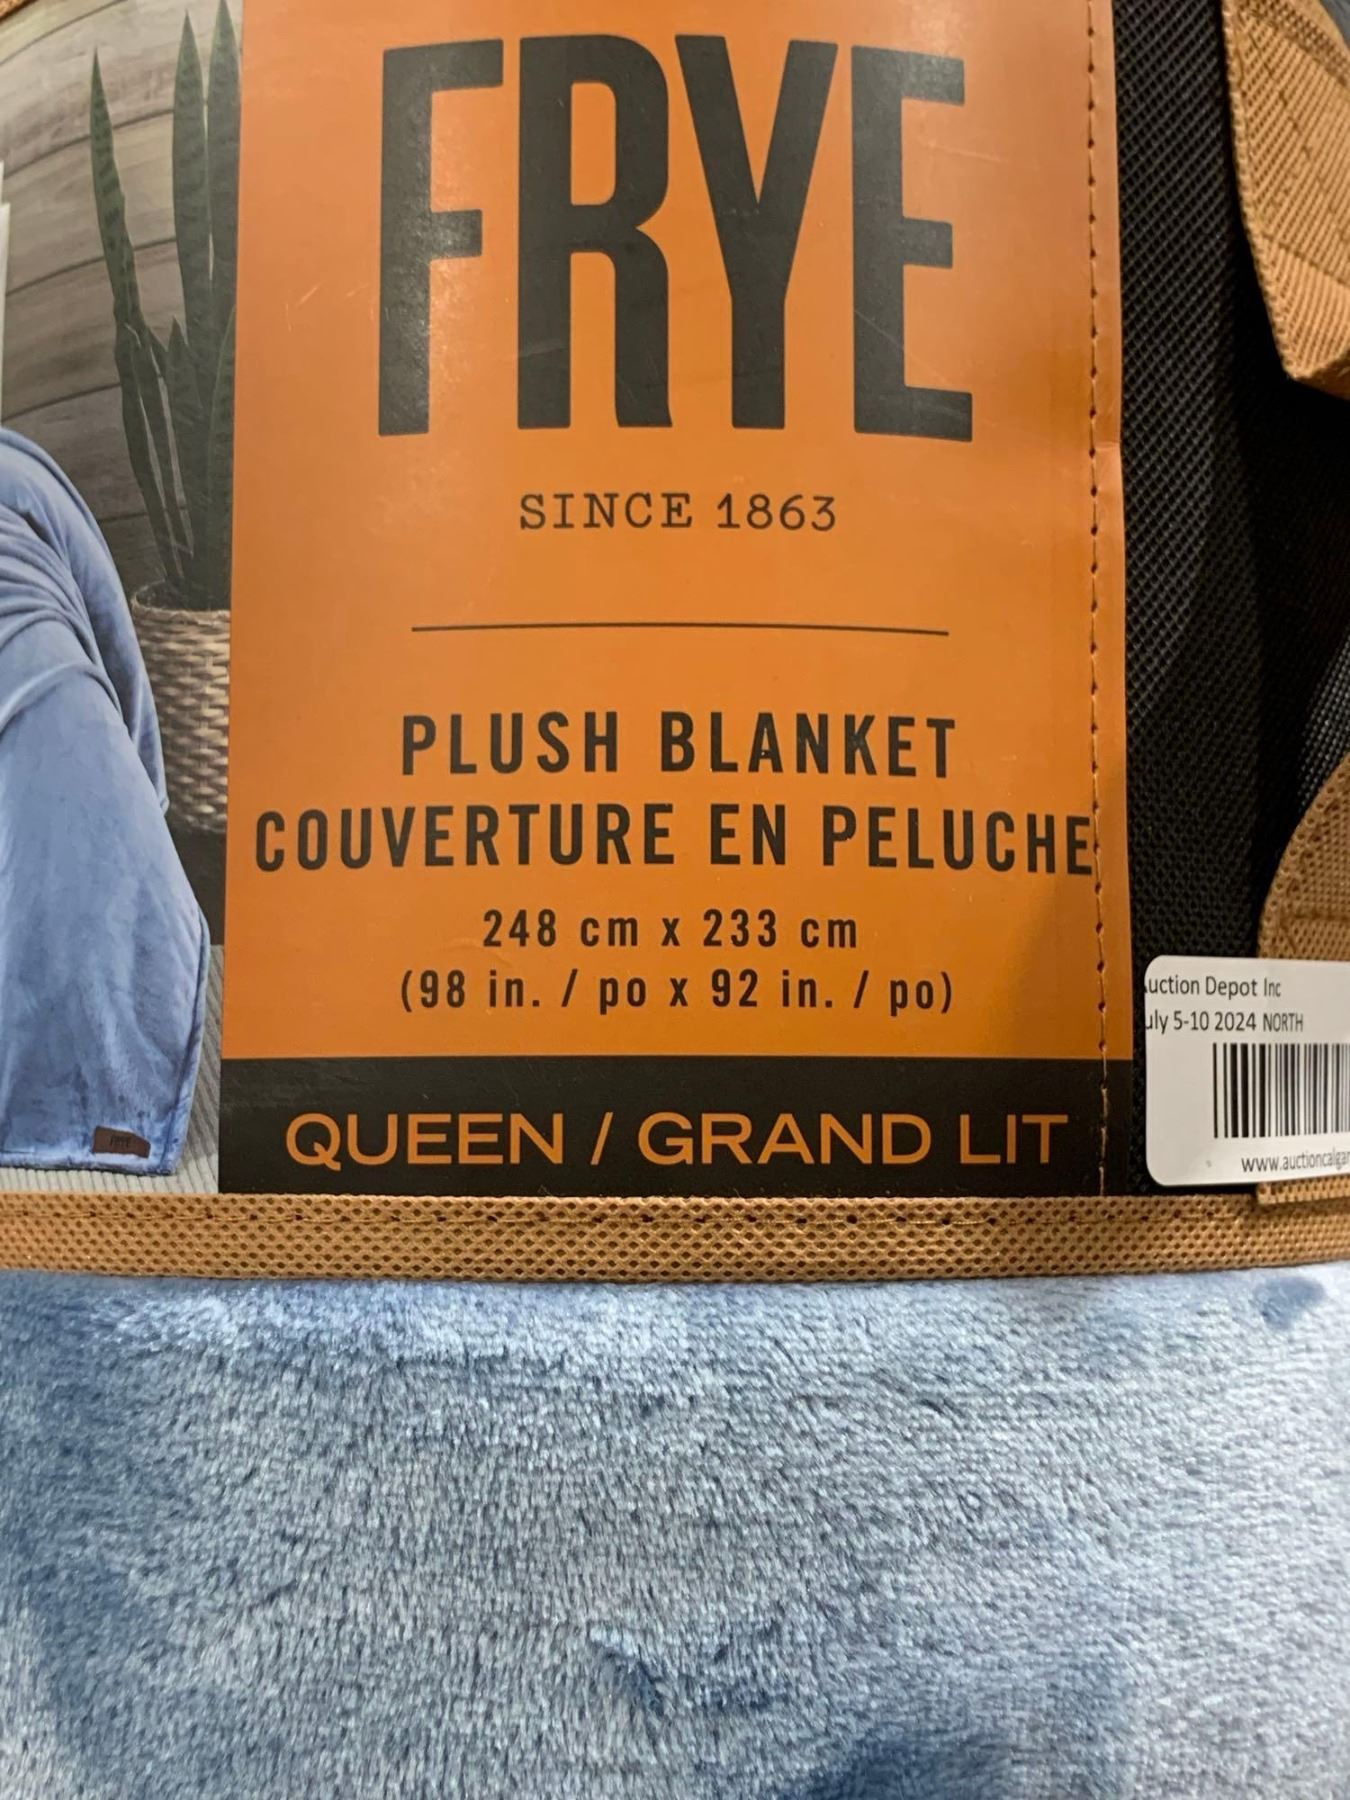 FRYE
SINCE 1863
PLUSH BLANKET
COUVERTURE EN PELUCHE
248 cm x 233 cm
(98 in. / po x 92 in. / po)
QUEEN / GRAND LIT
FRYE
uction Depot Inc
uly 5-10 2024 NORTH
www.auctioncalgar